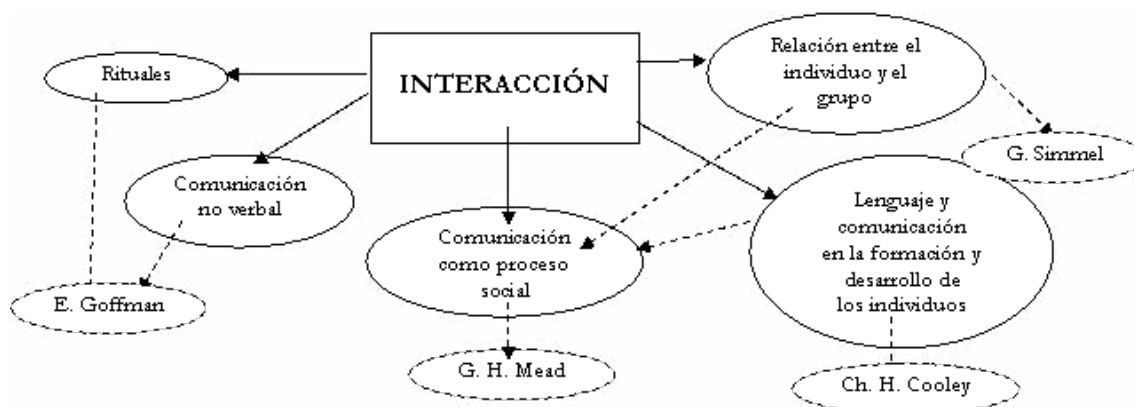 INTERACCIÓN
Rituales
Relación entre el
individuo y el
grupo
G. Simmel
Comunicación
no verbal
Comunicación
como proceso
social
Lenguaje y
comunicación
en la formación y
desarrollo de
los individuos
E. Goffman
G. H. Mead
Ch. H. Cooley